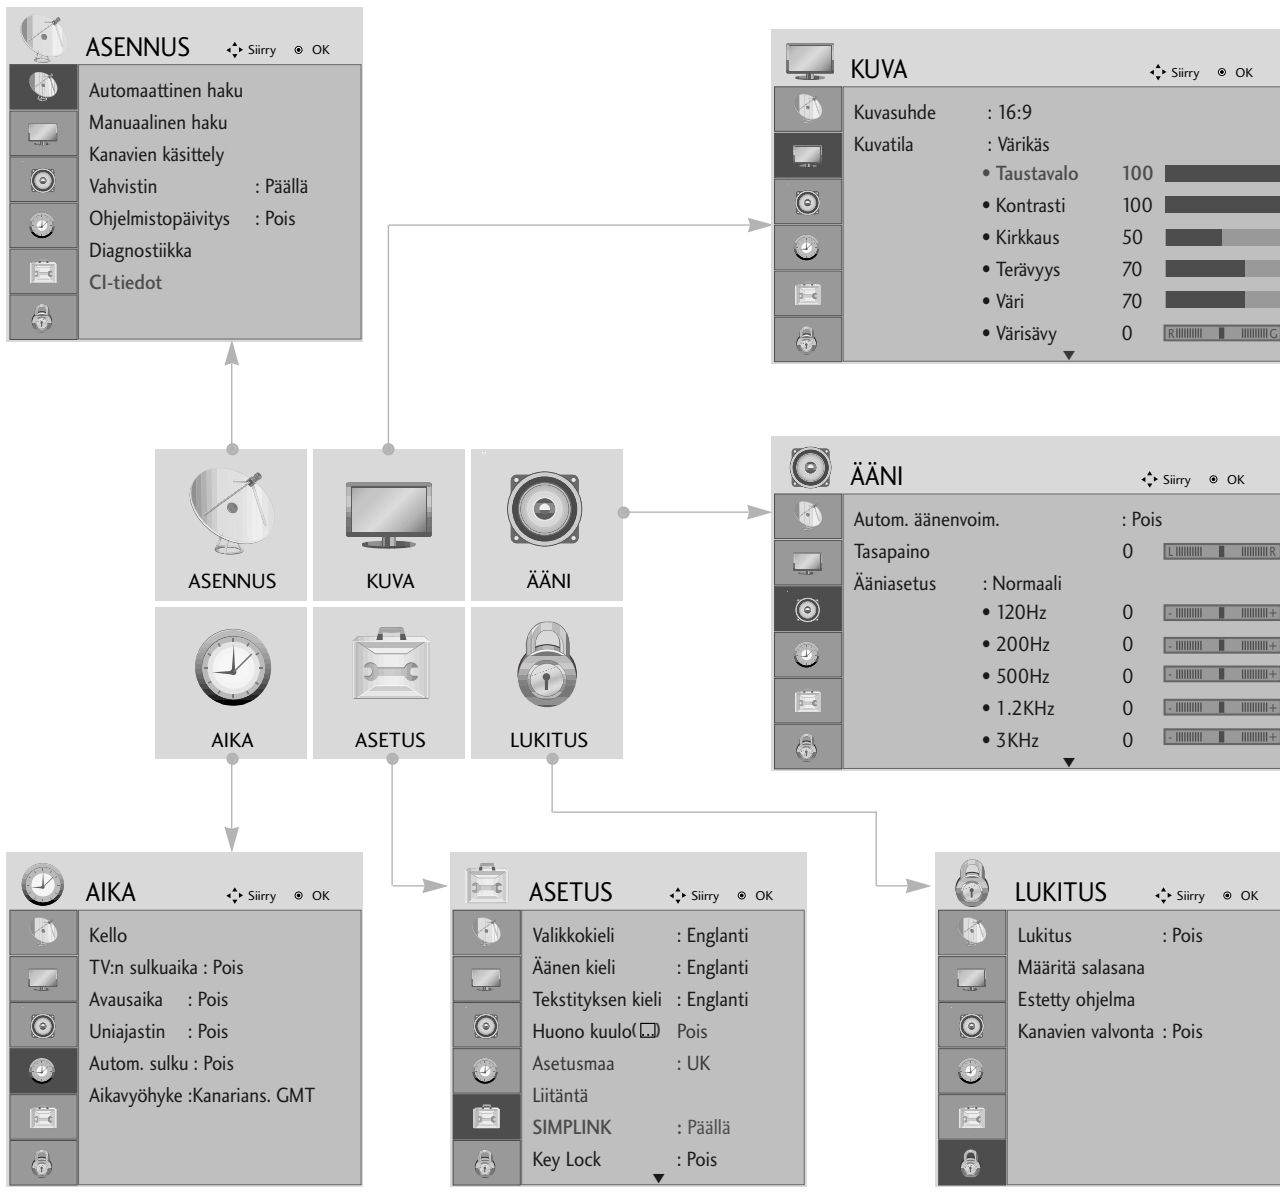 ASENNUS
Siirry OK
Automaattinen haku
Manuaalinen haku
Kanavien käsittely
Vahvistin : Päällä
Ohjelmistopäivitys : Pois
Diagnostiikka
CI-tiedot
KUVA
Siirry OK
Kuvasuhde : 16:9
Kuvatila : Värikäs
• Taustavalo 100
• Kontrasti 100
• Kirkkaus 50
• Terävyys 70
• Väri 70
• Värisävy 0 R G
ASENNUS
KUVA
ÄÄNI
AIKA
ASETUS
LUKITUS
ÄÄNI
Siirry OK
Autom. äänenvoim. : Pois
Tasapaino 0 L R
Ääniasetus : Normaali
• 120Hz 0 - +
• 200Hz 0 - +
• 500Hz 0 - +
• 1.2KHz 0 - +
• 3KHz 0 - +
AIKA
Siirry OK
Kello
TV:n sulkuaika : Pois
Avausaika : Pois
Uniajastin : Pois
Autom. sulku : Pois
Aikavyöhyke :Kanarians. GMT
ASETUS
Siirry OK
Valikkokieli : Englanti
Äänen kieli : Englanti
Tekstityksen kieli : Englanti
Huono kuulo( ) Pois
Asetusmaa : UK
Liitäntä
SIMPLINK : Päällä
Key Lock : Pois
LUKITUS
Siirry OK
Lukitus : Pois
Määritä salasana
Estetty ohjelma
Kanavien valvonta : Pois